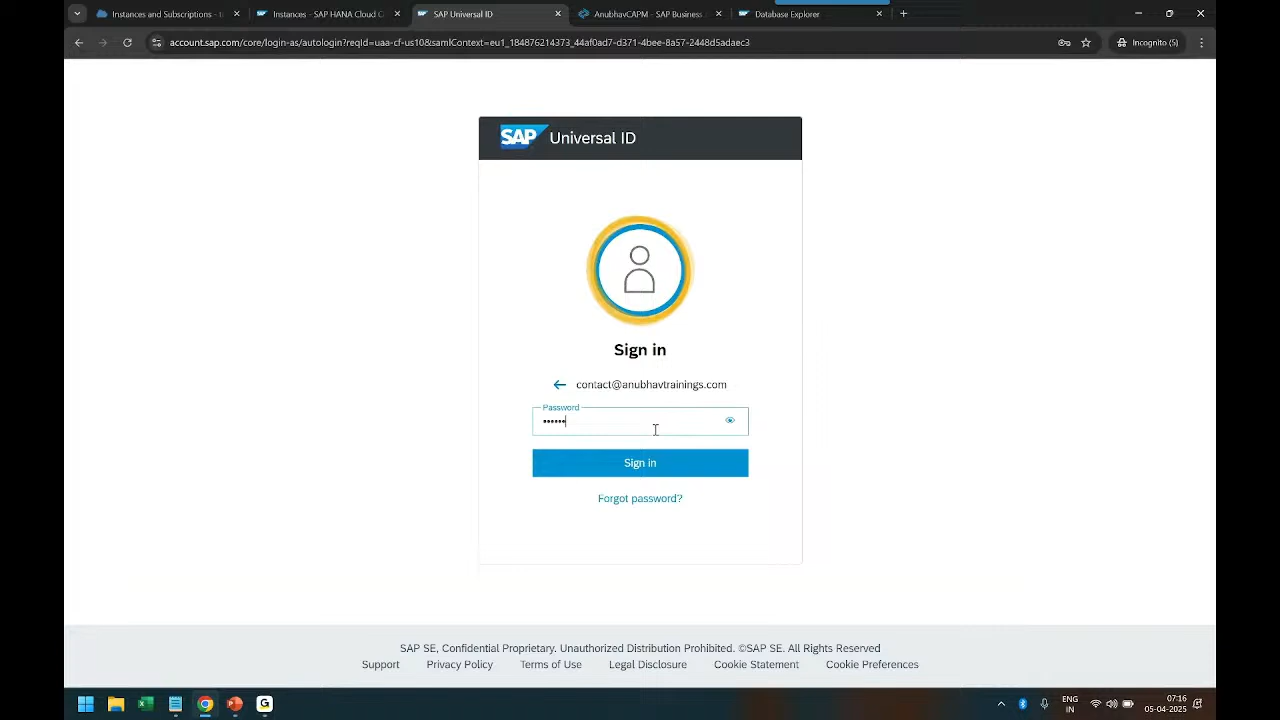 Instances and Subscriptions - 
Instances - SAP HANA Cloud C
SAP Universal ID
AnubhavCAPM - SAP Business
Database Explorer
account.sap.com/core/login-as/autologin?reqId=uaa-cf-us10&samlContext=eu1_184876214373_44af0ad7-d371-4bee-8a57-2448d5adaec3
Incognito (5)
SAP Universal ID
Sign in
contact@anubhavtrainings.com
Password
••••••
Sign in
Forgot password?
SAP SE, Confidential Proprietary. Unauthorized Distribution Prohibited. ©SAP SE. All Rights Reserved
Support Privacy Policy Terms of Use Legal Disclosure Cookie Statement Cookie Preferences
ENG
IN
07:16
05-04-2025